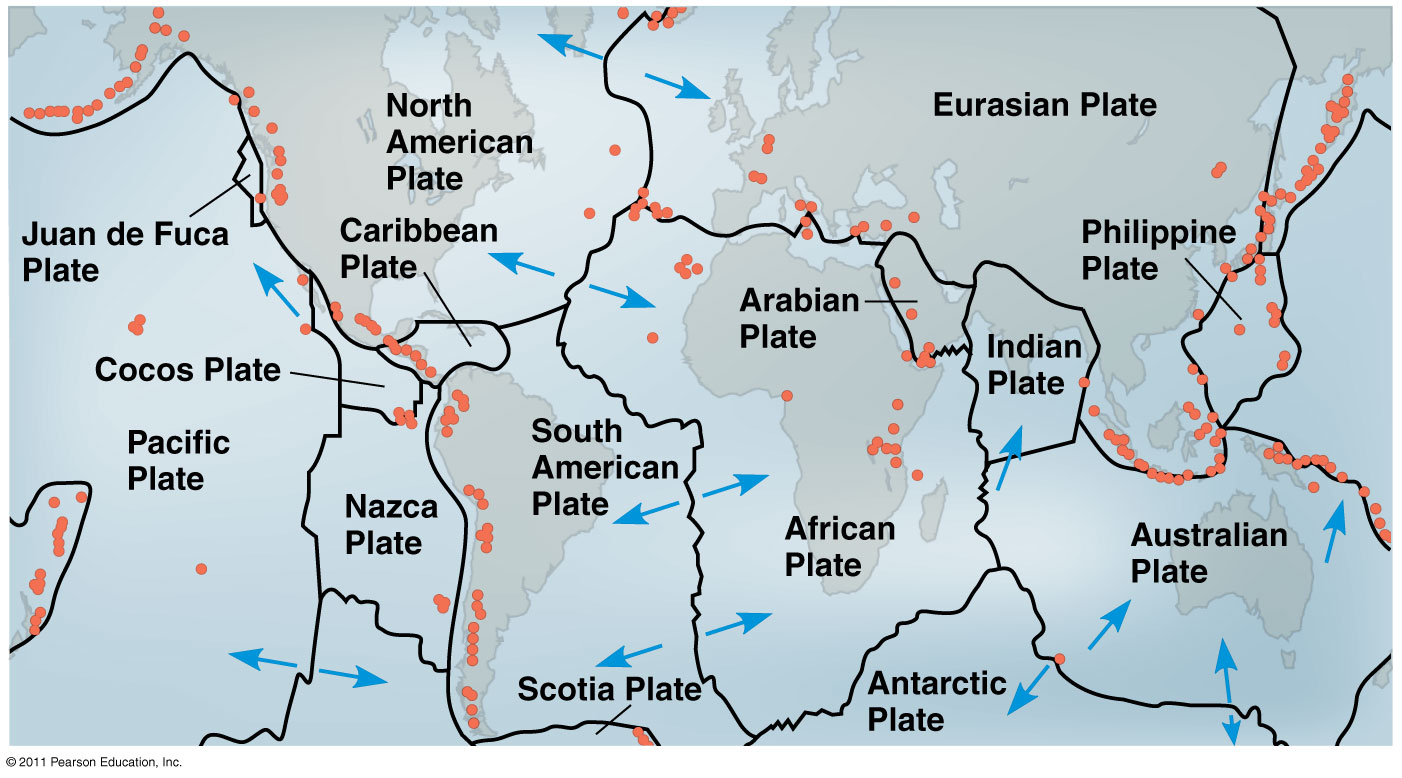 North
American
Plate
Eurasian Plate
Juan de Fuca
Plate
Caribbean
Plate
Philippine
Plate
Arabian
Plate
Indian
Plate
Cocos Plate
Pacific
Plate
South
American
Plate
Nazca
Plate
African
Plate
Australian
Plate
Scotia Plate
Antarctic
Plate
© 2011 Pearson Education, Inc.